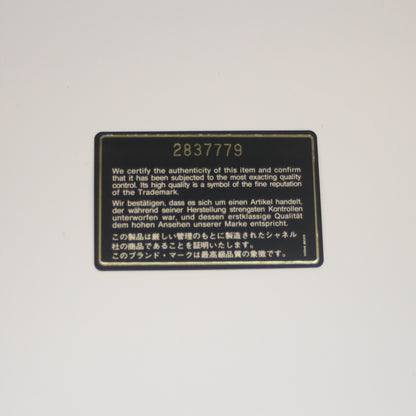 2837779
We certify the authenticity of this item and confirm
that it has been subjected to the most exacting quality
control. Its high quality is a symbol of the fine reputation
of the Trademark.
Wir bestätigen, dass es sich um einen Artikel handelt,
der während seiner Herstellung strengsten Kontrollen
unterworfen war, und dessen erstklassige Qualität
dem hohen Ansehen unserer Marke entspricht.
この製品は厳しい管理のもとに製造されたシャネル
社の商品であることを証明いたします。
このブランド・マークは最高級品質の象徴です。